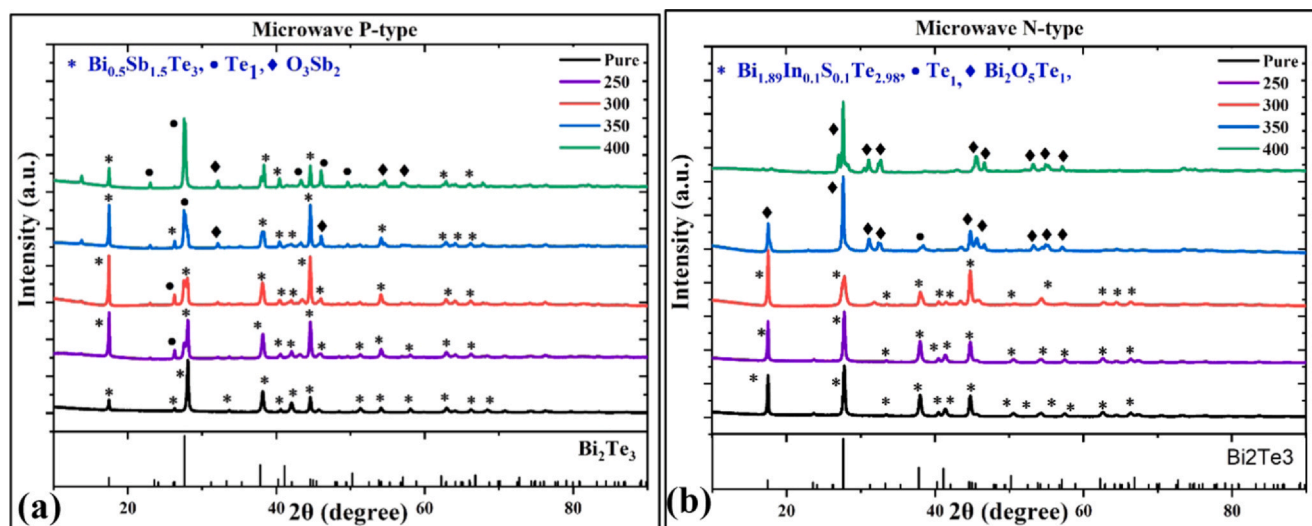 Microwave P-type
* Bi0.5Sb1.5Te3, ● Te1, ♦ O3Sb2
Pure
250
300
350
400
Intensity (a.u.)
Bi2Te3
(a)
20 40 60 80
2θ (degree)
Microwave N-type
* Bi1.89In0.1S0.1Te2.98, ● Te1, ♦ Bi2O5Te1,
Pure
250
300
350
400
Intensity (a.u.)
Bi2Te3
(b)
20 40 60 80
2θ (degree)